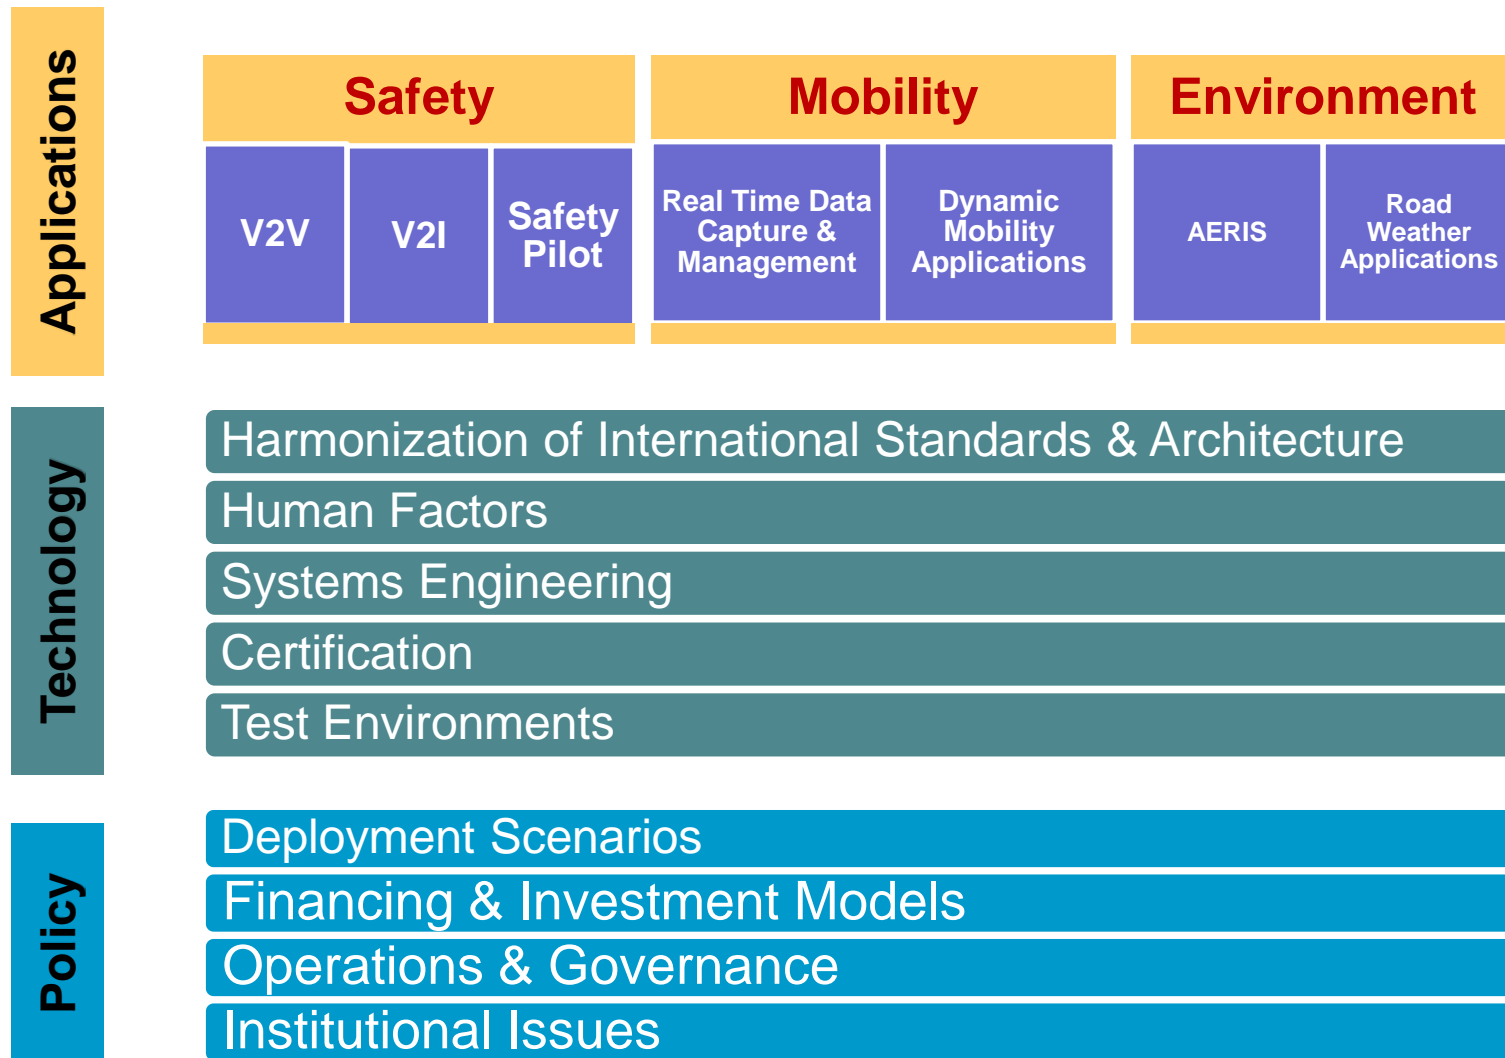 Applications
Safety
Mobility
Environment
V2V
V2I
Safety
Pilot
Real Time Data
Capture &
Management
Dynamic
Mobility
Applications
AERIS
Road
Weather
Applications
Technology
Harmonization of International Standards & Architecture
Human Factors
Systems Engineering
Certification
Test Environments
Policy
Deployment Scenarios
Financing & Investment Models
Operations & Governance
Institutional Issues